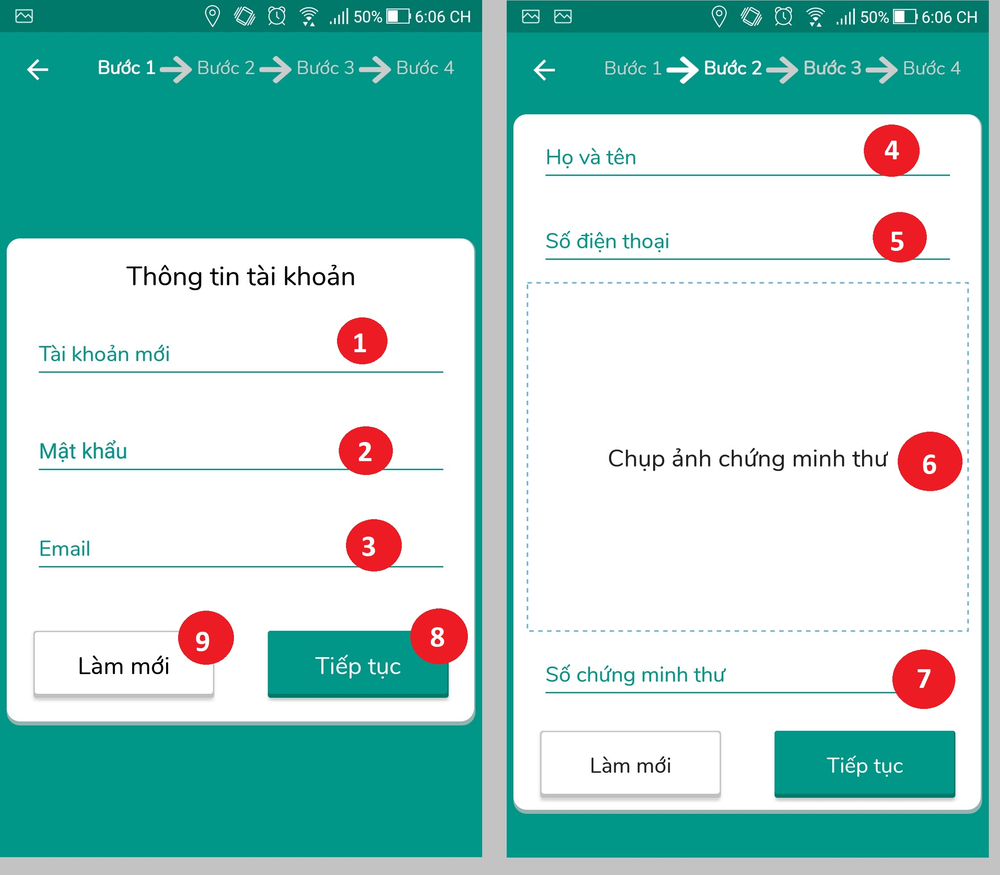 50% 6:06 CH
Bước 1 Bước 2 Bước 3 Bước 4
Thông tin tài khoản
Tài khoản mới 1
Mật khẩu 2
Email 3
Làm mới 9 Tiếp tục 8
50% 6:06 CH
Bước 1 Bước 2 Bước 3 Bước 4
Họ và tên 4
Số điện thoại 5
Chụp ảnh chứng minh thư 6
Số chứng minh thư 7
Làm mới Tiếp tục